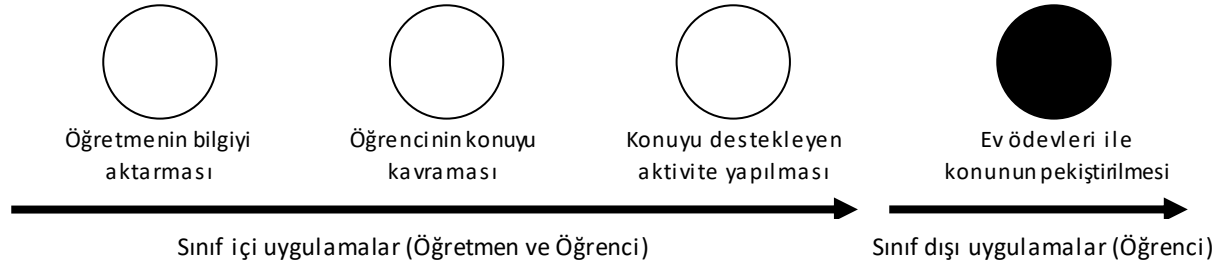 Öğretmenin bilgiyi
aktarması
Öğrencinin konuyu
kavraması
Konuyu destekleyen
aktivite yapılması
Ev ödevleri ile
konunun pekiştirilmesi
Sınıf içi uygulamalar (Öğretmen ve Öğrenci)
Sınıf dışı uygulamalar (Öğrenci)